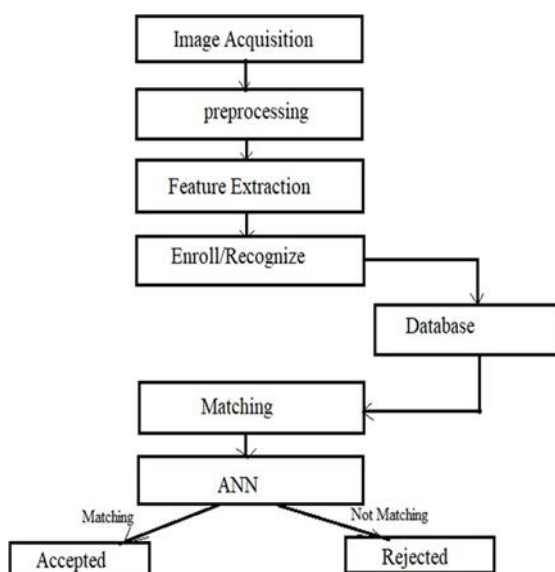 Image Acquisition
preprocessing
Feature Extraction
Enroll/Recognize
Database
Matching
ANN
Matching
Not Matching
Accepted
Rejected